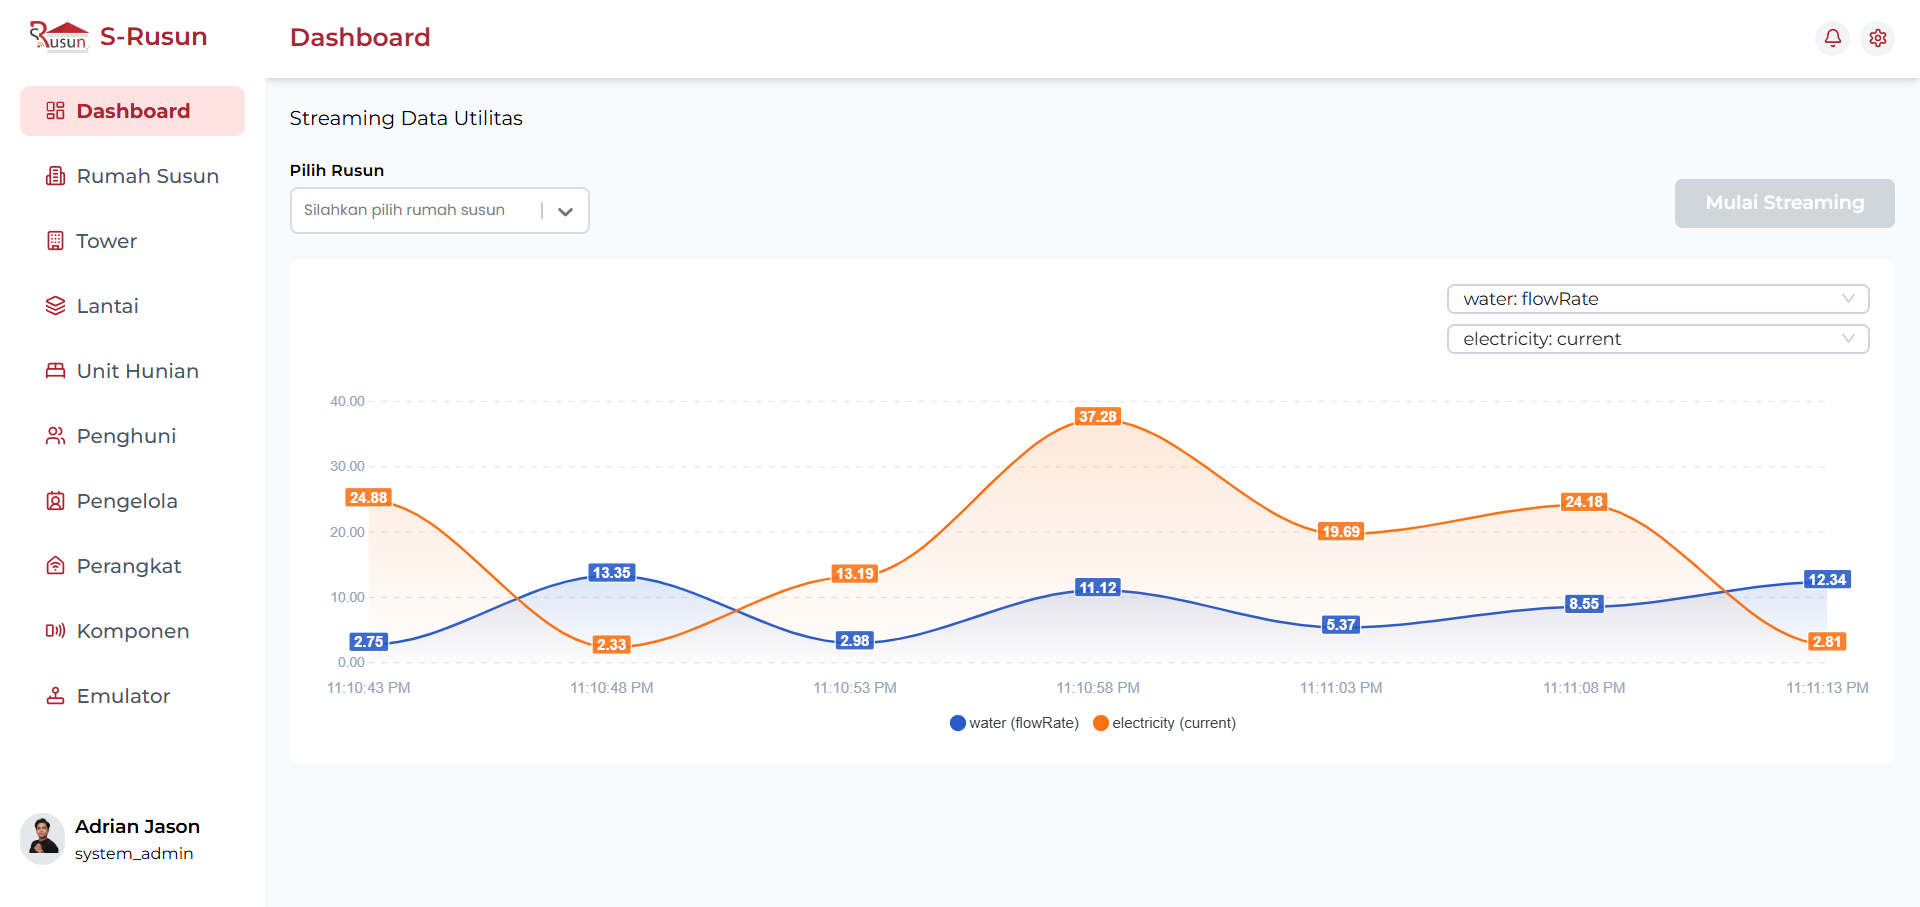 Rusun S-Rusun
Dashboard
Dashboard
Rumah Susun
Tower
Lantai
Unit Hunian
Penghuni
Pengelola
Perangkat
Komponen
Emulator
Adrian Jason
system_admin
Streaming Data Utilitas
Pilih Rusun
Silahkan pilih rumah susun
Mulai Streaming
water: flowRate
electricity: current
40.00
30.00
20.00
10.00
0.00
24.88
2.33
13.19
37.28
19.69
24.18
2.81
2.75
13.35
2.98
11.12
5.37
8.55
12.34
11:10:43 PM
11:10:48 PM
11:10:53 PM
11:10:58 PM
11:11:03 PM
11:11:08 PM
11:11:13 PM
water (flowRate)
electricity (current)